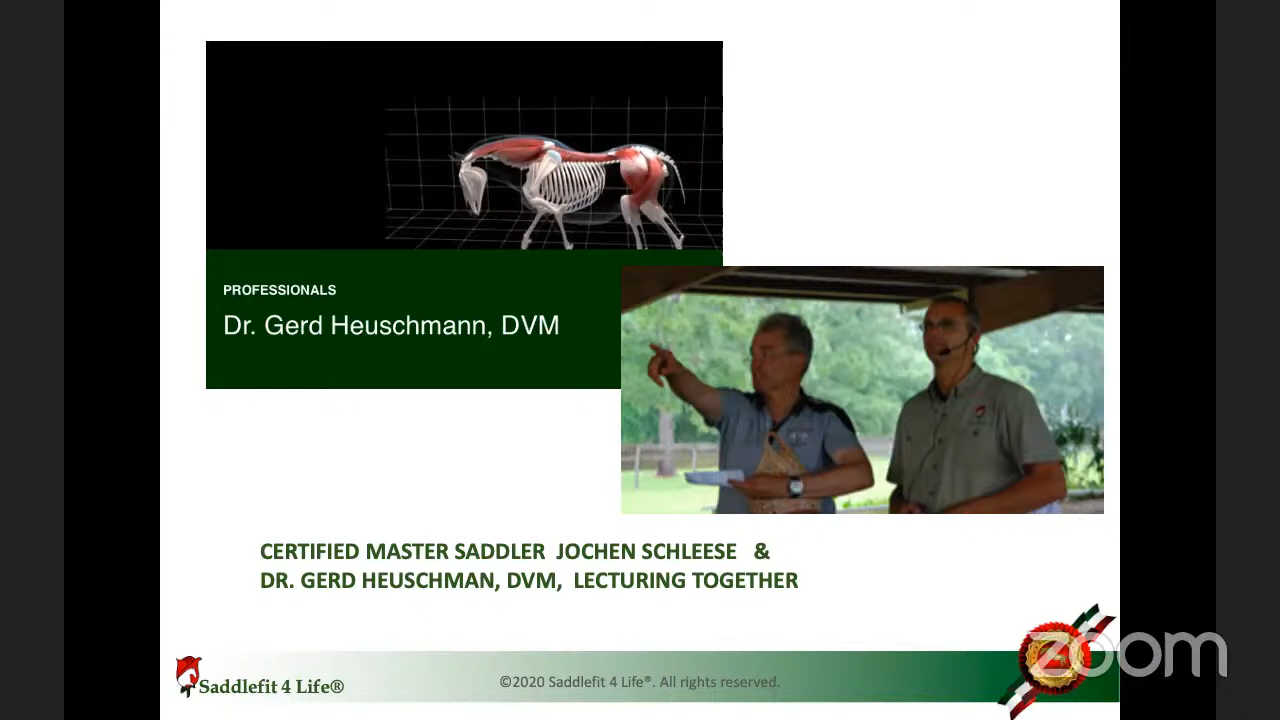 PROFESSIONALS
Dr. Gerd Heuschmann, DVM
CERTIFIED MASTER SADDLER JOCHEN SCHLEESE &
DR. GERD HEUSCHMAN, DVM, LECTURING TOGETHER
Saddlefit 4 Life®
©2020 Saddlefit 4 Life®. All rights reserved.
zoom